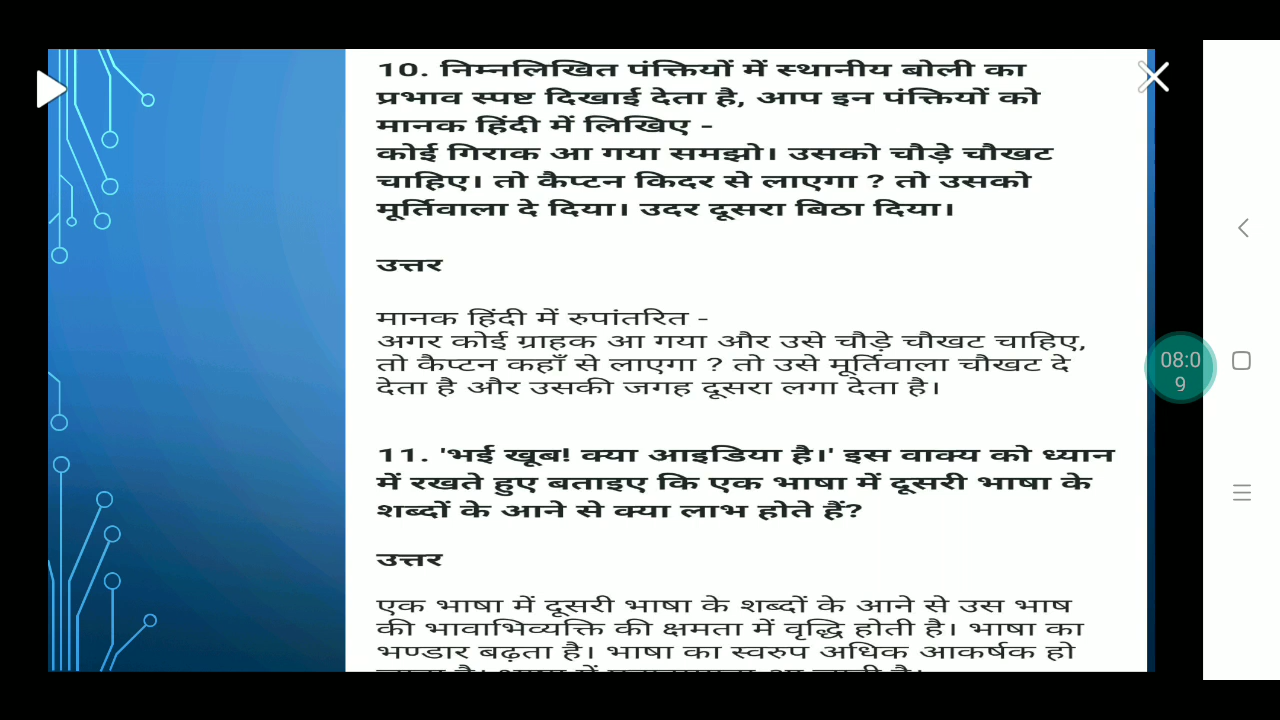 10. निम्नलिखित पंक्तियों में स्थानीय बोली का
प्रभाव स्पष्ट दिखाई देता है, आप इन पंक्तियों को
मानक हिंदी में लिखिए -
कोई गिराक आ गया समझो। उसको चौड़े चौखट
चाहिए। तो कैप्टन किदर से लाएगा ? तो उसको
मूर्तिवाला दे दिया। उदर दूसरा बिठा दिया।
उत्तर
मानक हिंदी में रुपांतरित -
अगर कोई ग्राहक आ गया और उसे चौड़े चौखट चाहिए,
तो कैप्टन कहाँ से लाएगा ? तो उसे मूर्तिवाला चौखट दे
देता है और उसकी जगह दूसरा लगा देता है।
11. 'भई खूब! क्या आइडिया है।' इस वाक्य को ध्यान
में रखते हुए बताइए कि एक भाषा में दूसरी भाषा के
शब्दों के आने से क्या लाभ होते हैं?
उत्तर
एक भाषा में दूसरी भाषा के शब्दों के आने से उस भाष
की भावाभिव्यक्ति की क्षमता में वृद्धि होती है। भाषा का
भण्डार बढ़ता है। भाषा का स्वरुप अधिक आकर्षक हो
08:0
9